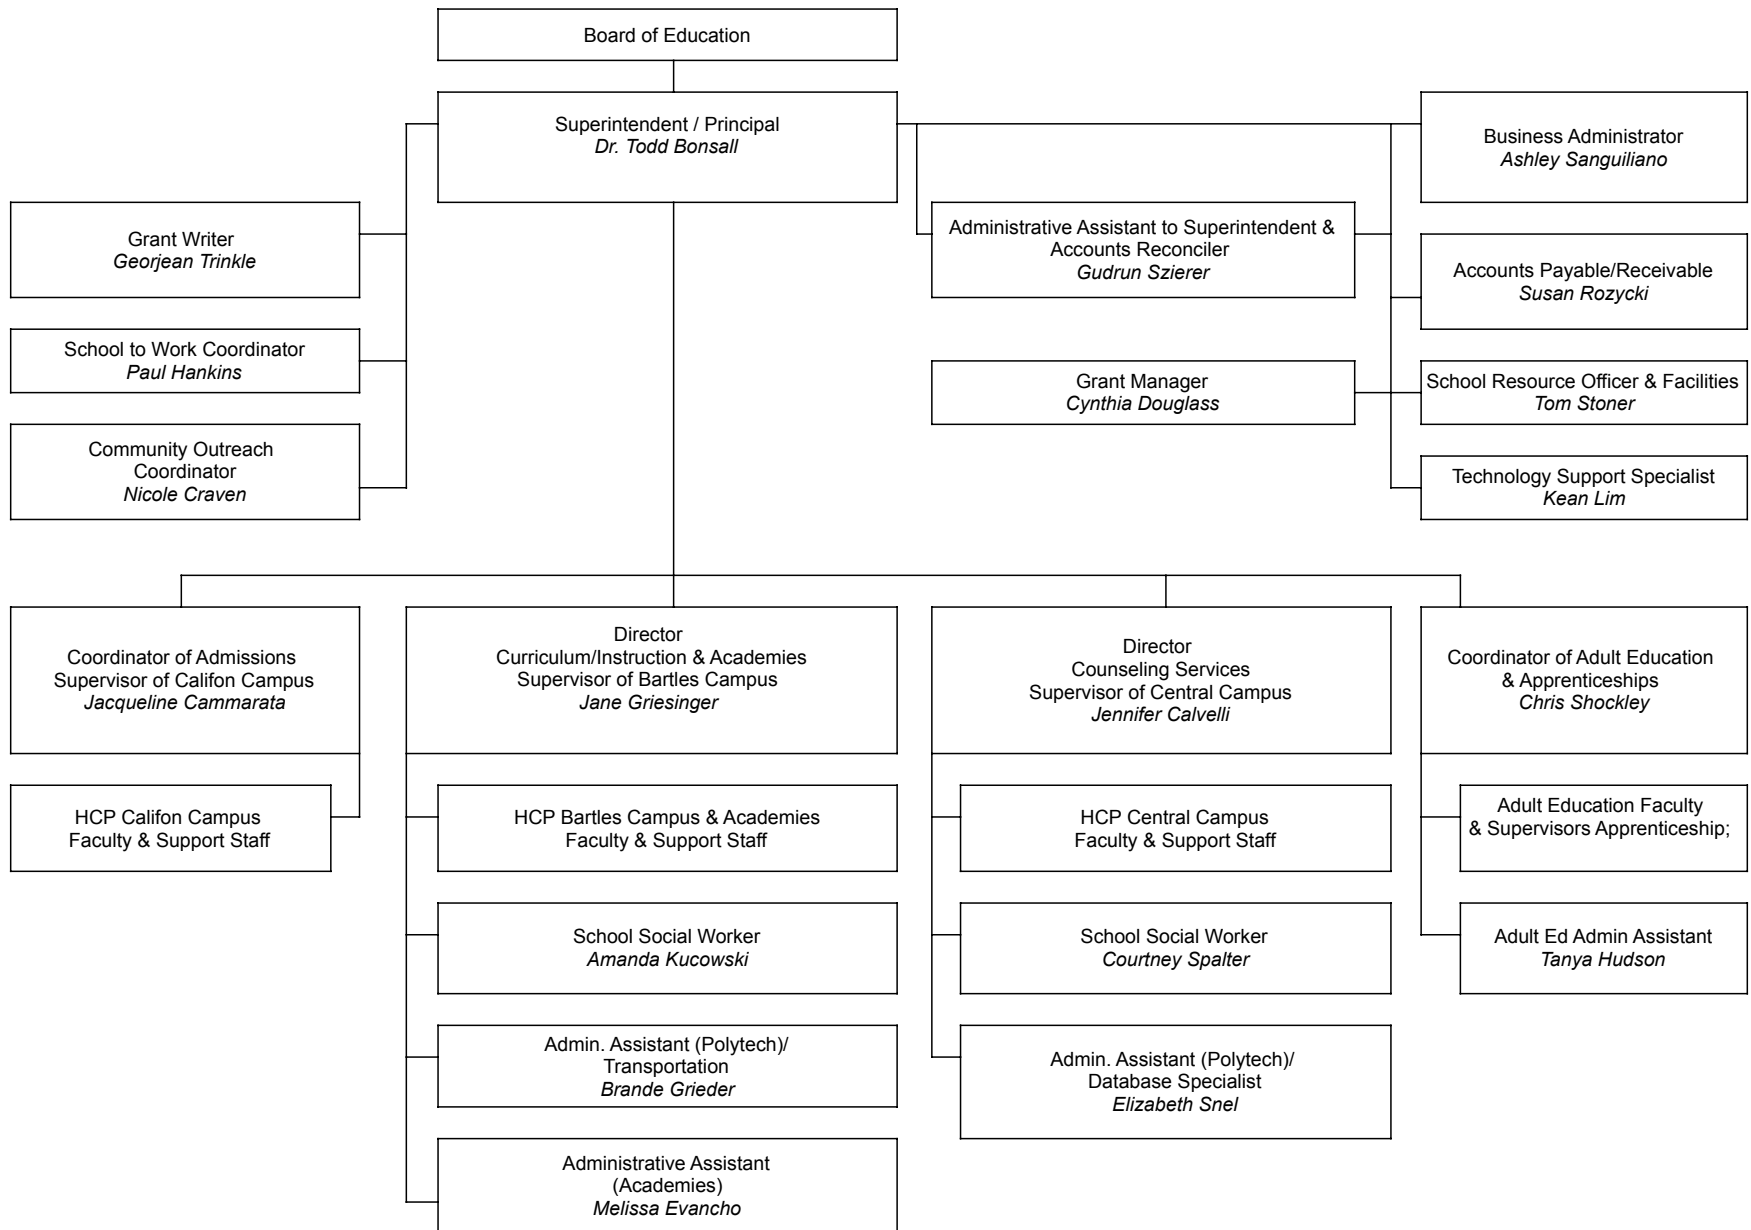 Board of Education
Superintendent / Principal
Dr. Todd Bonsall
Business Administrator
Ashley Sanguiliano
Grant Writer
Georjean Trinkle
Administrative Assistant to Superintendent &
Accounts Reconciler
Gudrun Szierer
Accounts Payable/Receivable
Susan Rozycki
School to Work Coordinator
Paul Hankins
Grant Manager
Cynthia Douglass
School Resource Officer & Facilities
Tom Stoner
Community Outreach
Coordinator
Nicole Craven
Technology Support Specialist
Kean Lim
Coordinator of Admissions
Supervisor of Califon Campus
Jacqueline Cammarata
Director
Curriculum/Instruction & Academies
Supervisor of Bartles Campus
Jane Griesinger
Director
Counseling Services
Supervisor of Central Campus
Jennifer Calvelli
Coordinator of Adult Education
& Apprenticeships
Chris Shockley
HCP Califon Campus
Faculty & Support Staff
HCP Bartles Campus & Academies
Faculty & Support Staff
HCP Central Campus
Faculty & Support Staff
Adult Education Faculty
& Supervisors Apprenticeship;
School Social Worker
Amanda Kucowski
School Social Worker
Courtney Spalter
Adult Ed Admin Assistant
Tanya Hudson
Admin. Assistant (Polytech)/
Transportation
Brande Grieder
Admin. Assistant (Polytech)/
Database Specialist
Elizabeth Snel
Administrative Assistant
(Academies)
Melissa Evancho